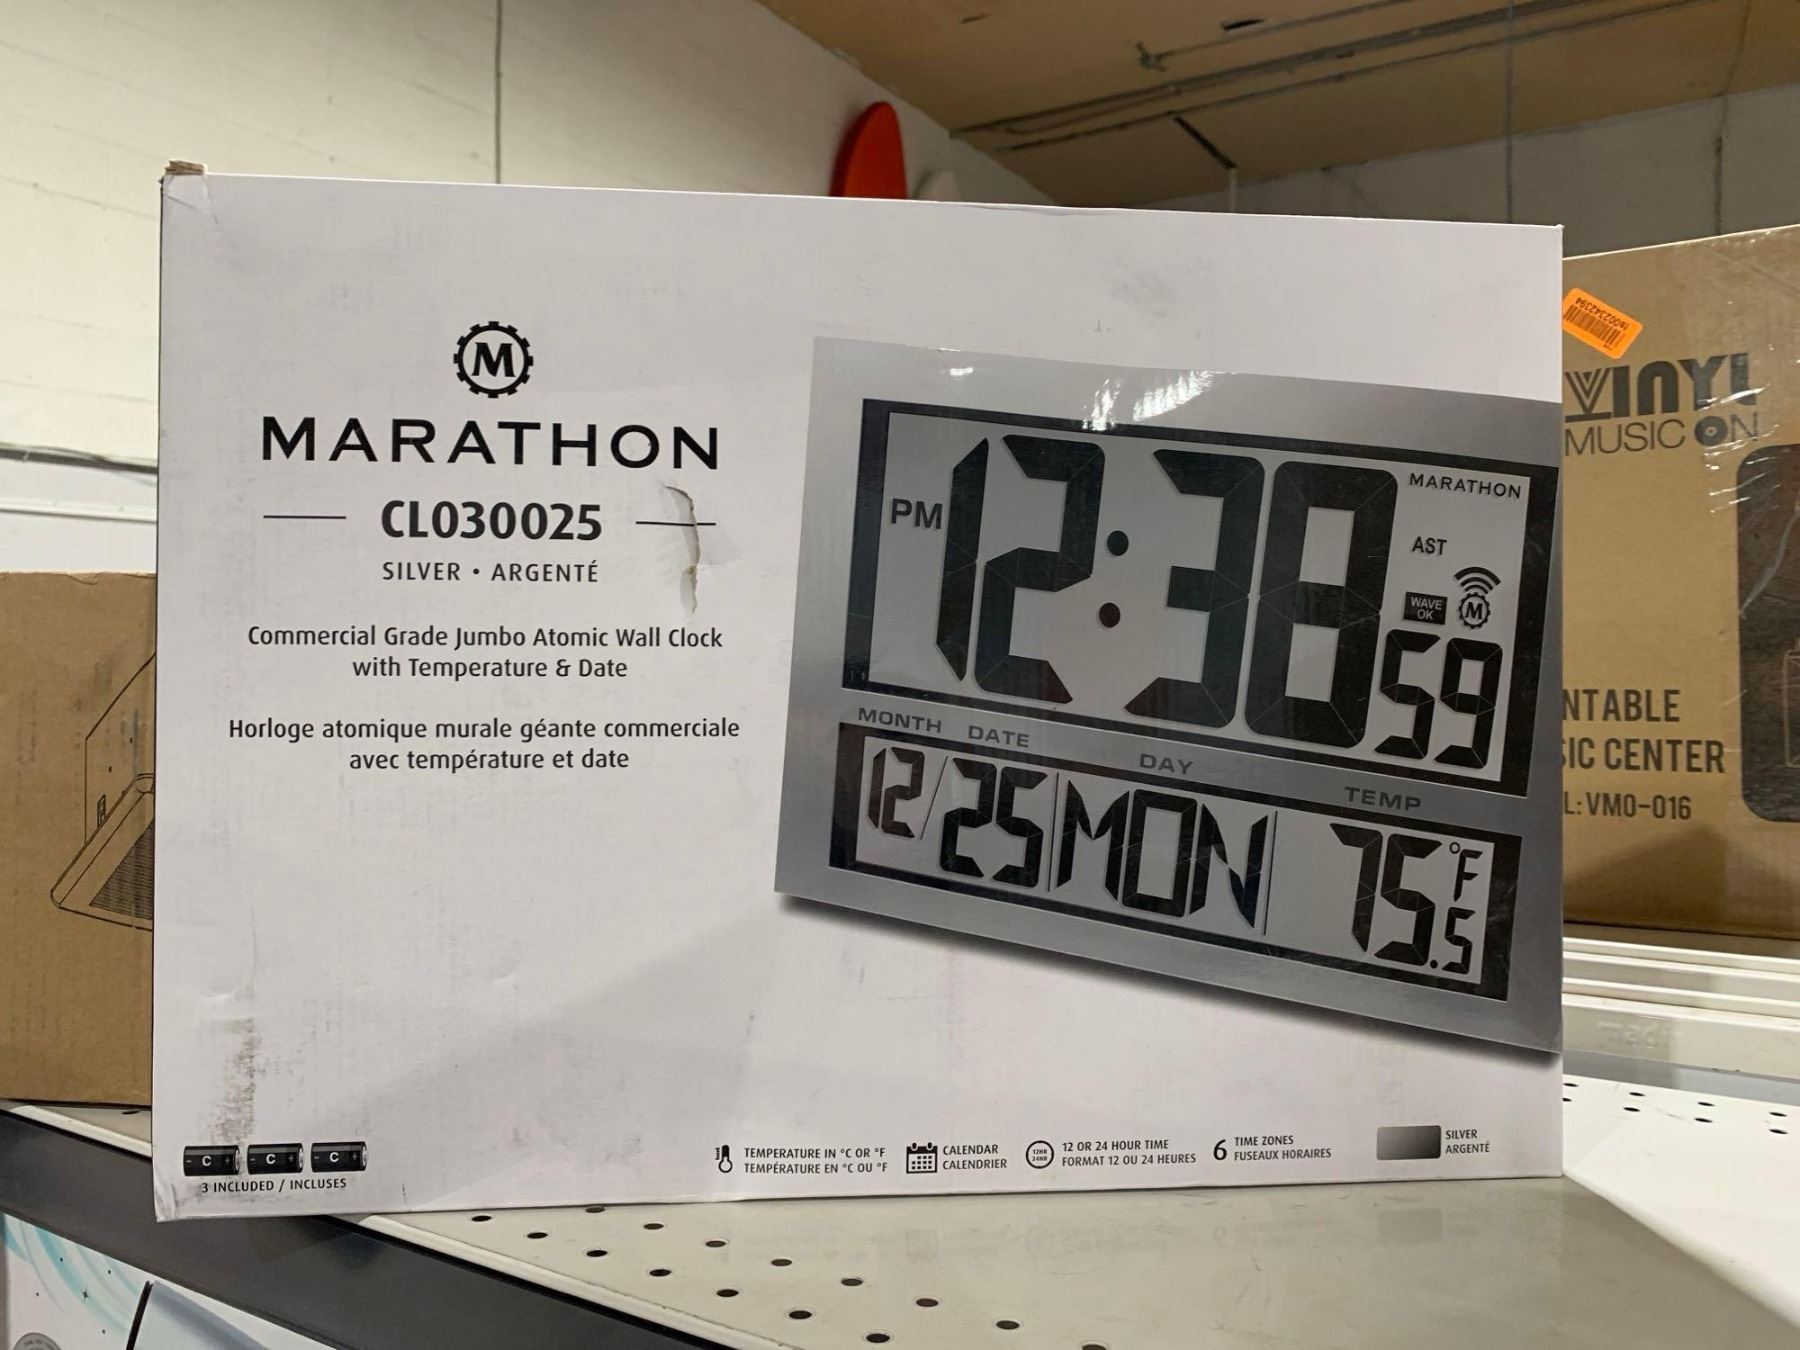 M
MARATHON
CL030025
SILVER • ARGENTÉ
Commercial Grade Jumbo Atomic Wall Clock
with Temperature & Date
Horloge atomique murale géante commerciale
avec température et date
MARATHON
PM
12:38
AST
WAVE
OK
M
59
MONTH DATE DAY TEMP
12/25 MON 75.5 °F
- C +
- C +
- C +
3 INCLUDED / INCLUSES
TEMPERATURE IN °C OR °F
TEMPÉRATURE EN °C OU °F
CALENDAR
CALENDRIER
12HR
24HR
12 OR 24 HOUR TIME
FORMAT 12 OU 24 HEURES
6
TIME ZONES
FUSEAUX HORAIRES
SILVER
ARGENTÉ
VINYL
MUSIC ON
NTABLE
SIC CENTER
L: VMO-016